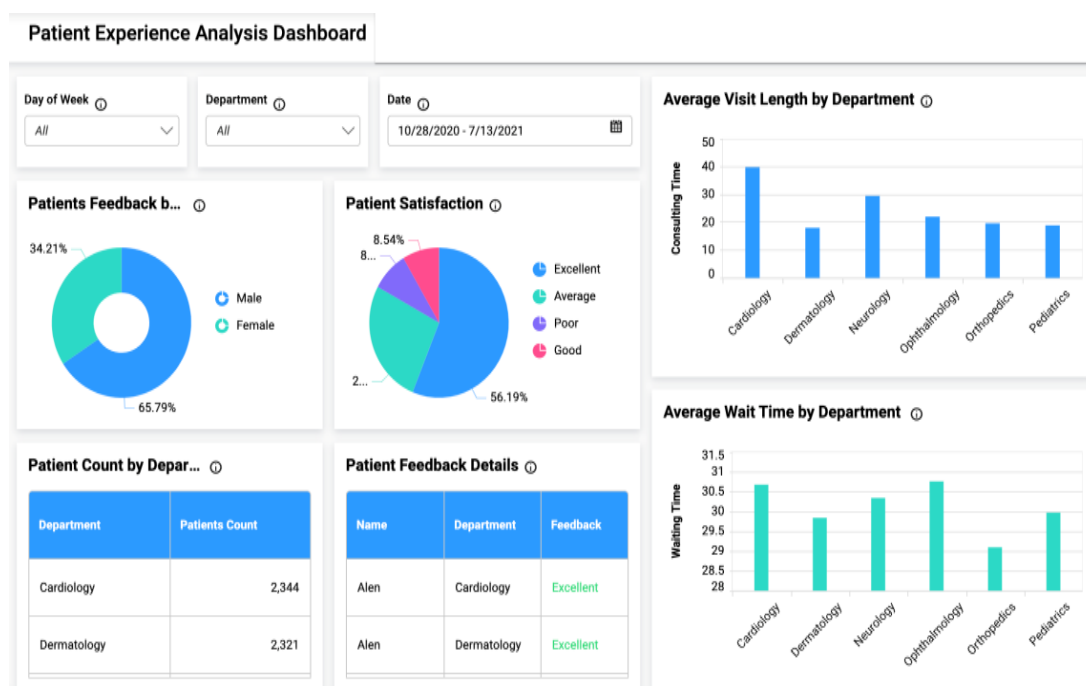 Patient Experience Analysis Dashboard
Day of Week
All
Department
All
Date
10/28/2020 - 7/13/2021
Patients Feedback b...
34.21%
65.79%
Male
Female
Patient Satisfaction
8.54%
8...
2...
56.19%
Excellent
Average
Poor
Good
Patient Count by Depar...
Department Patients Count
Cardiology 2,344
Dermatology 2,321
Patient Feedback Details
Name Department Feedback
Alen Cardiology Excellent
Alen Dermatology Excellent
Average Visit Length by Department
Consulting Time
50
40
30
20
10
0
Cardiology
Dermatology
Neurology
Ophthalmology
Orthopedics
Pediatrics
Average Wait Time by Department
Waiting Time
31.5
31
30.5
30
29.5
29
28.5
28
Cardiology
Dermatology
Neurology
Ophthalmology
Orthopedics
Pediatrics